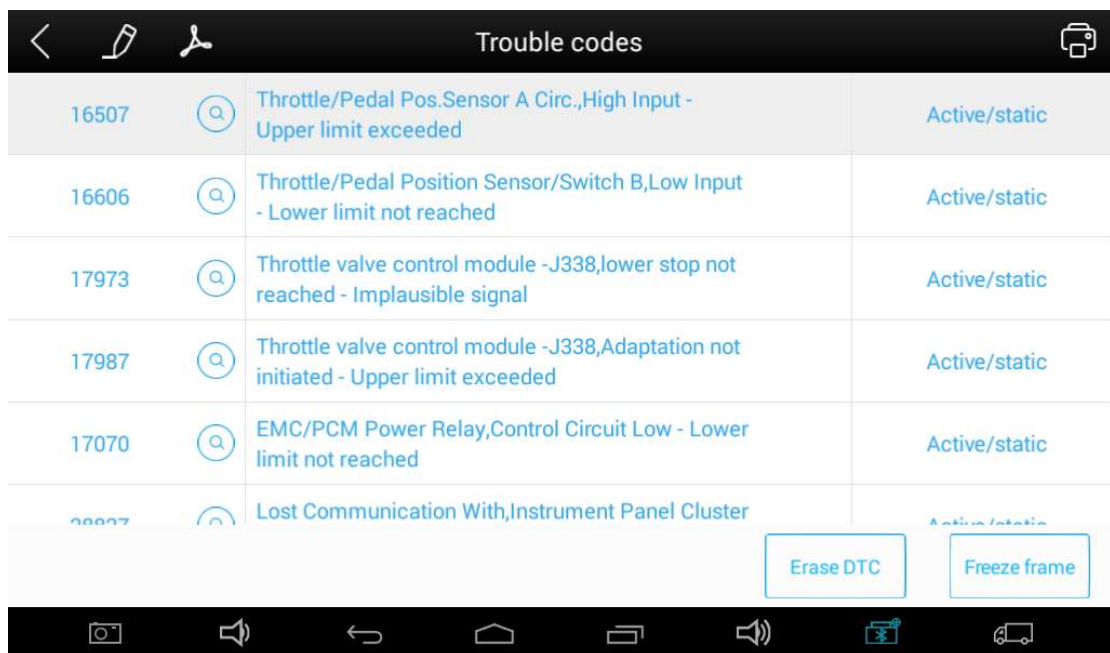 Trouble codes
16507
Throttle/Pedal Pos.Sensor A Circ.,High Input -
Upper limit exceeded
Active/static
16606
Throttle/Pedal Position Sensor/Switch B,Low Input
- Lower limit not reached
Active/static
17973
Throttle valve control module -J338,lower stop not
reached - Implausible signal
Active/static
17987
Throttle valve control module -J338,Adaptation not
initiated - Upper limit exceeded
Active/static
17070
EMC/PCM Power Relay,Control Circuit Low - Lower
limit not reached
Active/static
Lost Communication With,Instrument Panel Cluster
Active/static
Erase DTC
Freeze frame